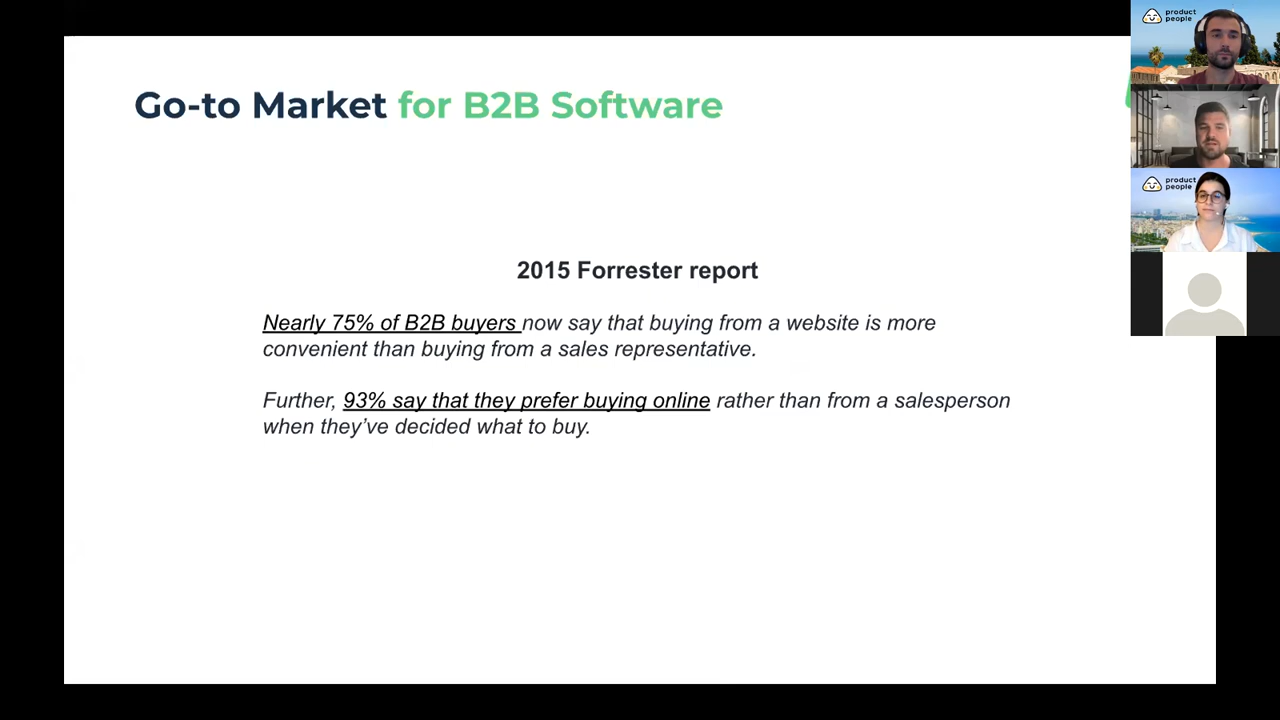 Go-to Market for B2B Software
2015 Forrester report
Nearly 75% of B2B buyers now say that buying from a website is more
convenient than buying from a sales representative.
Further, 93% say that they prefer buying online rather than from a salesperson
when they’ve decided what to buy.
product
people
product
people